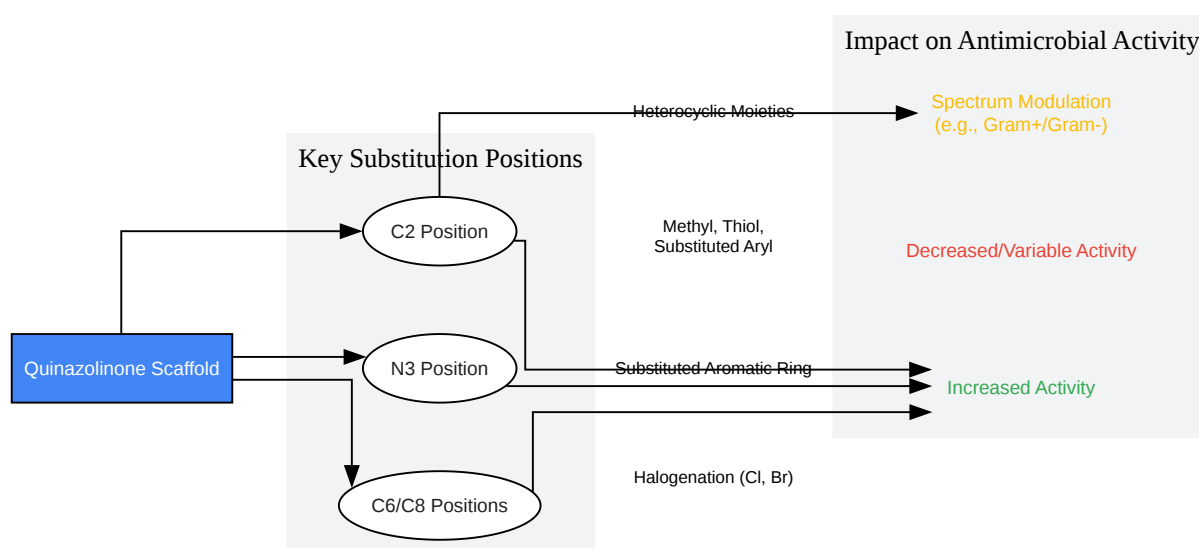 Impact on Antimicrobial Activity
Heterocyclic Moieties
Spectrum Modulation
(e.g., Gram+/Gram-)
Key Substitution Positions
C2 Position
Methyl, Thiol,
Substituted Aryl
Decreased/Variable Activity
Quinazolinone Scaffold
N3 Position
Substituted Aromatic Ring
Increased Activity
C6/C8 Positions
Halogenation (Cl, Br)